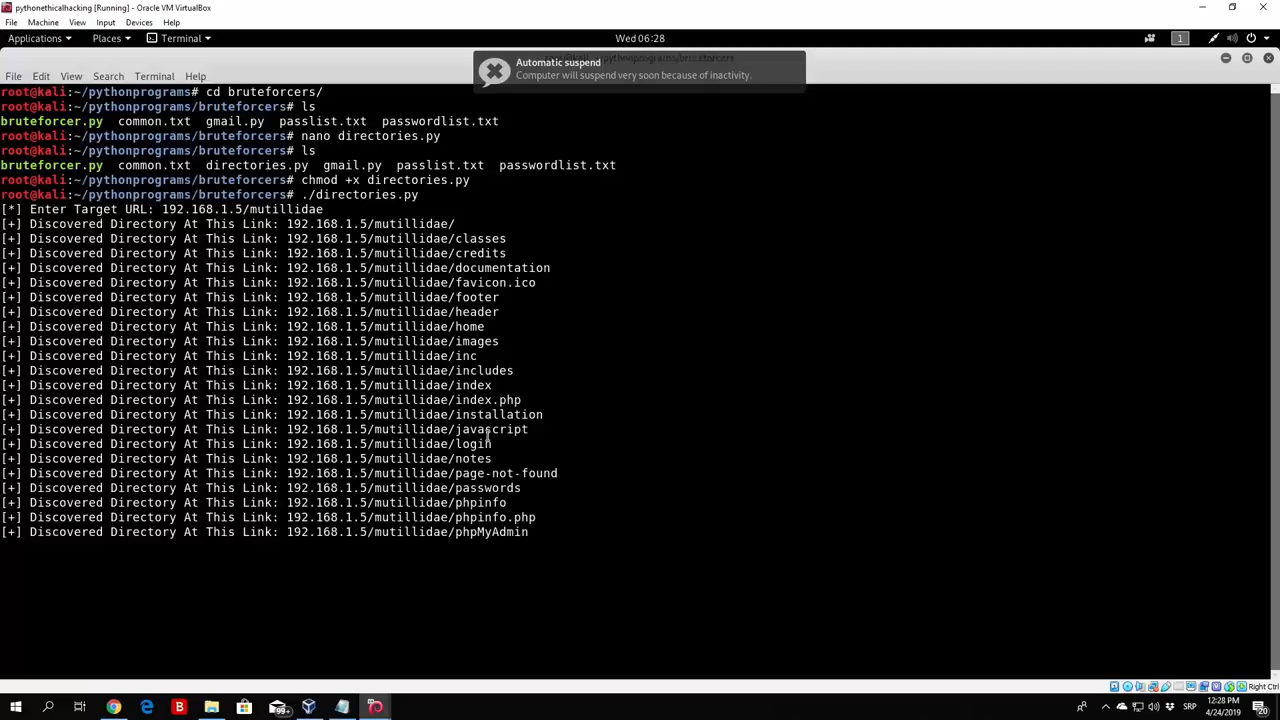 pythonethicalhacking [Running] - Oracle VM VirtualBox
File Machine View Input Devices Help
Applications Places Terminal Wed 06:28 1
Automatic suspend
Computer will suspend very soon because of inactivity.
File Edit View Search Terminal Help
root@kali:~/pythonprograms# cd bruteforcers/
root@kali:~/pythonprograms/bruteforcers# ls
bruteforcer.py common.txt gmail.py passlist.txt passwordlist.txt
root@kali:~/pythonprograms/bruteforcers# nano directories.py
root@kali:~/pythonprograms/bruteforcers# ls
bruteforcer.py common.txt directories.py gmail.py passlist.txt passwordlist.txt
root@kali:~/pythonprograms/bruteforcers# chmod +x directories.py
root@kali:~/pythonprograms/bruteforcers# ./directories.py
[*] Enter Target URL: 192.168.1.5/mutillidae
[+] Discovered Directory At This Link: 192.168.1.5/mutillidae/
[+] Discovered Directory At This Link: 192.168.1.5/mutillidae/classes
[+] Discovered Directory At This Link: 192.168.1.5/mutillidae/credits
[+] Discovered Directory At This Link: 192.168.1.5/mutillidae/documentation
[+] Discovered Directory At This Link: 192.168.1.5/mutillidae/favicon.ico
[+] Discovered Directory At This Link: 192.168.1.5/mutillidae/footer
[+] Discovered Directory At This Link: 192.168.1.5/mutillidae/header
[+] Discovered Directory At This Link: 192.168.1.5/mutillidae/home
[+] Discovered Directory At This Link: 192.168.1.5/mutillidae/images
[+] Discovered Directory At This Link: 192.168.1.5/mutillidae/inc
[+] Discovered Directory At This Link: 192.168.1.5/mutillidae/includes
[+] Discovered Directory At This Link: 192.168.1.5/mutillidae/index
[+] Discovered Directory At This Link: 192.168.1.5/mutillidae/index.php
[+] Discovered Directory At This Link: 192.168.1.5/mutillidae/installation
[+] Discovered Directory At This Link: 192.168.1.5/mutillidae/javascript
[+] Discovered Directory At This Link: 192.168.1.5/mutillidae/login
[+] Discovered Directory At This Link: 192.168.1.5/mutillidae/notes
[+] Discovered Directory At This Link: 192.168.1.5/mutillidae/page-not-found
[+] Discovered Directory At This Link: 192.168.1.5/mutillidae/passwords
[+] Discovered Directory At This Link: 192.168.1.5/mutillidae/phpinfo
[+] Discovered Directory At This Link: 192.168.1.5/mutillidae/phpinfo.php
[+] Discovered Directory At This Link: 192.168.1.5/mutillidae/phpMyAdmin
Right Ctrl
99+
SRP
12:28 PM
4/24/2019
20